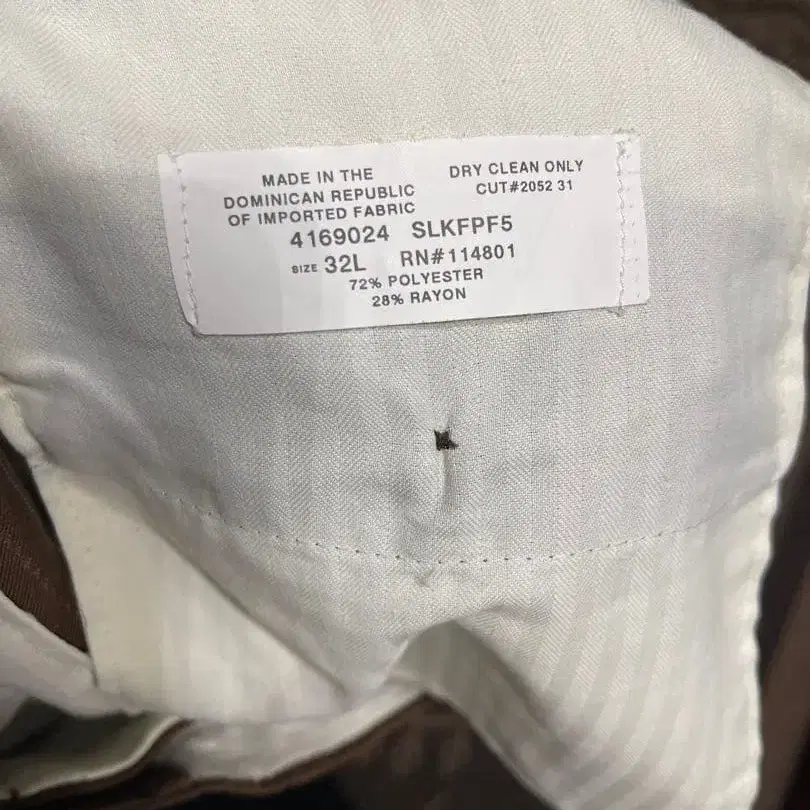 MADE IN THE
DOMINICAN REPUBLIC
OF IMPORTED FABRIC
DRY CLEAN ONLY
CUT#2052 31
4169024 SLKFPF5
SIZE 32L RN#114801
72% POLYESTER
28% RAYON